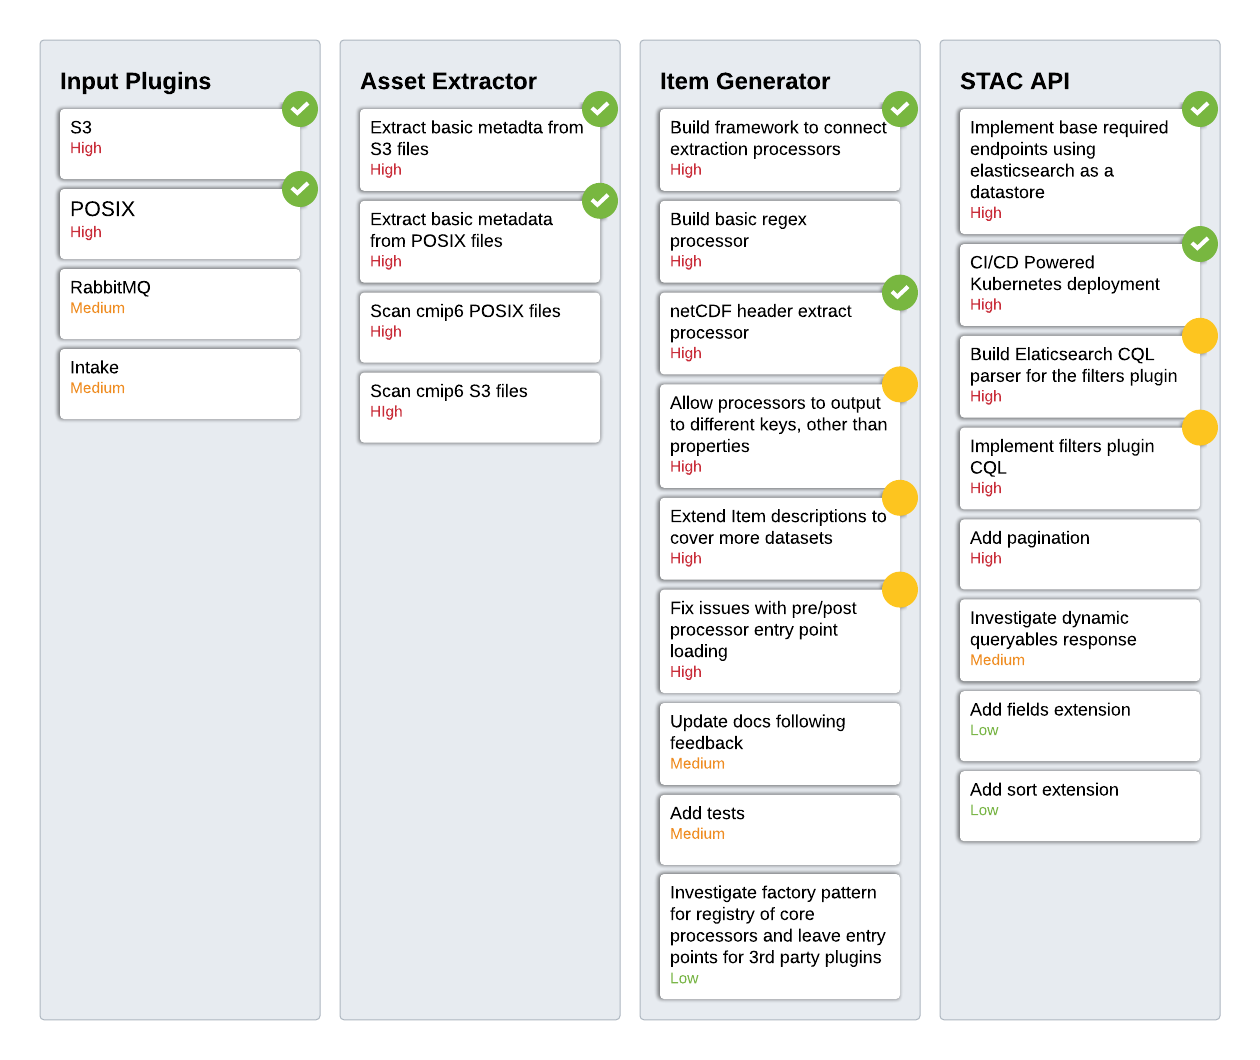 Input Plugins
S3
High
POSIX
High
RabbitMQ
Medium
Intake
Medium
Asset Extractor
Extract basic metadta from
S3 files
High
Extract basic metadata
from POSIX files
High
Scan cmip6 POSIX files
High
Scan cmip6 S3 files
HIgh
Item Generator
Build framework to connect
extraction processors
High
Build basic regex
processor
High
netCDF header extract
processor
High
Allow processors to output
to different keys, other than
properties
High
Extend Item descriptions to
cover more datasets
High
Fix issues with pre/post
processor entry point
loading
High
Update docs following
feedback
Medium
Add tests
Medium
Investigate factory pattern
for registry of core
processors and leave entry
points for 3rd party plugins
Low
STAC API
Implement base required
endpoints using
elasticsearch as a
datastore
High
CI/CD Powered
Kubernetes deployment
High
Build Elaticsearch CQL
parser for the filters plugin
High
Implement filters plugin
CQL
High
Add pagination
High
Investigate dynamic
queryables response
Medium
Add fields extension
Low
Add sort extension
Low